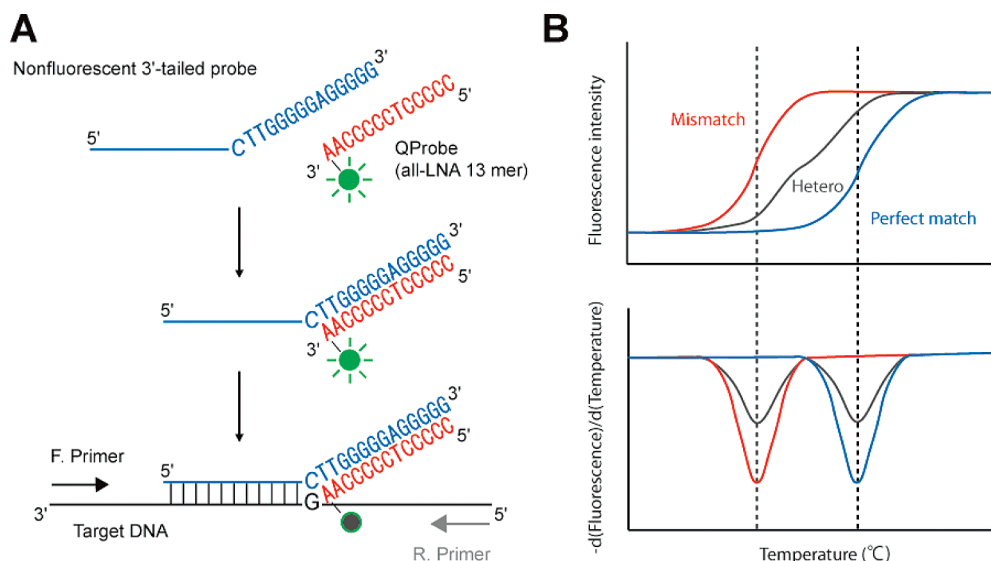 A
Nonfluorescent 3'-tailed probe
5'
CTTGGGGGAGGGGG
3'
AACCCCCTCCCCC
5'
3'
QProbe
(all-LNA 13 mer)
5'
CTTGGGGGAGGGGG
3'
AACCCCCTCCCCC
5'
3'
F. Primer
5'
CTTGGGGGAGGGGG
3'
AACCCCCTCCCCC
5'
G
3'
Target DNA
5'
R. Primer
B
Fluorescence intensity
Mismatch
Hetero
Perfect match
-d(Fluorescence)/d(Temperature)
Temperature (℃)